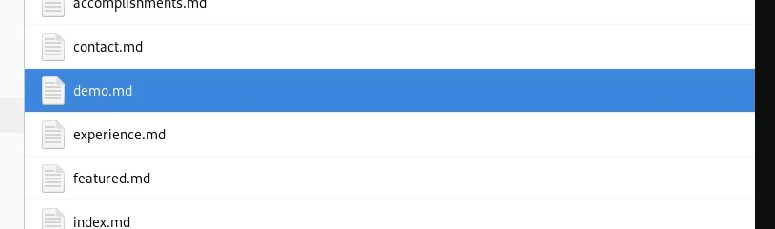 accomplishments.md
contact.md
demo.md
experience.md
featured.md
index.md